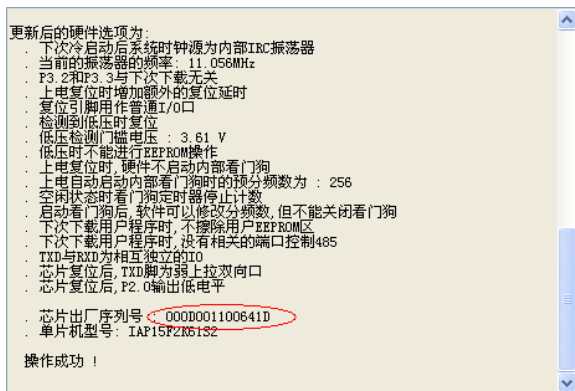 更新后的硬件选项为:
. 下次冷启动后系统时钟源为内部IRC振荡器
. 当前的振荡器的频率: 11.056MHz
. P3.2和P3.3与下次下载无关
. 上电复位时增加额外的复位延时
. 复位引脚用作普通I/O口
. 检测到低压时复位
. 低压检测门槛电压 : 3.61 V
. 低压时不能进行EEPROM操作
. 上电复位时,硬件不启动内部看门狗
. 上电自动启动内部看门狗时的预分频数为 : 256
. 空闲状态时看门狗定时器停止计数
. 启动看门狗后,软件可以修改分频数,但不能关闭看门狗
. 下次下载用户程序时,不擦除用户EEPROM区
. 下次下载用户程序时,没有相关的端口控制485
. TXD与RXD为相互独立的IO
. 芯片复位后,TXD脚为弱上拉双向口
. 芯片复位后,P2.0输出低电平
. 芯片出厂序列号 : 000D001100641D
. 单片机型号: IAP15F2K61S2
操作成功 !